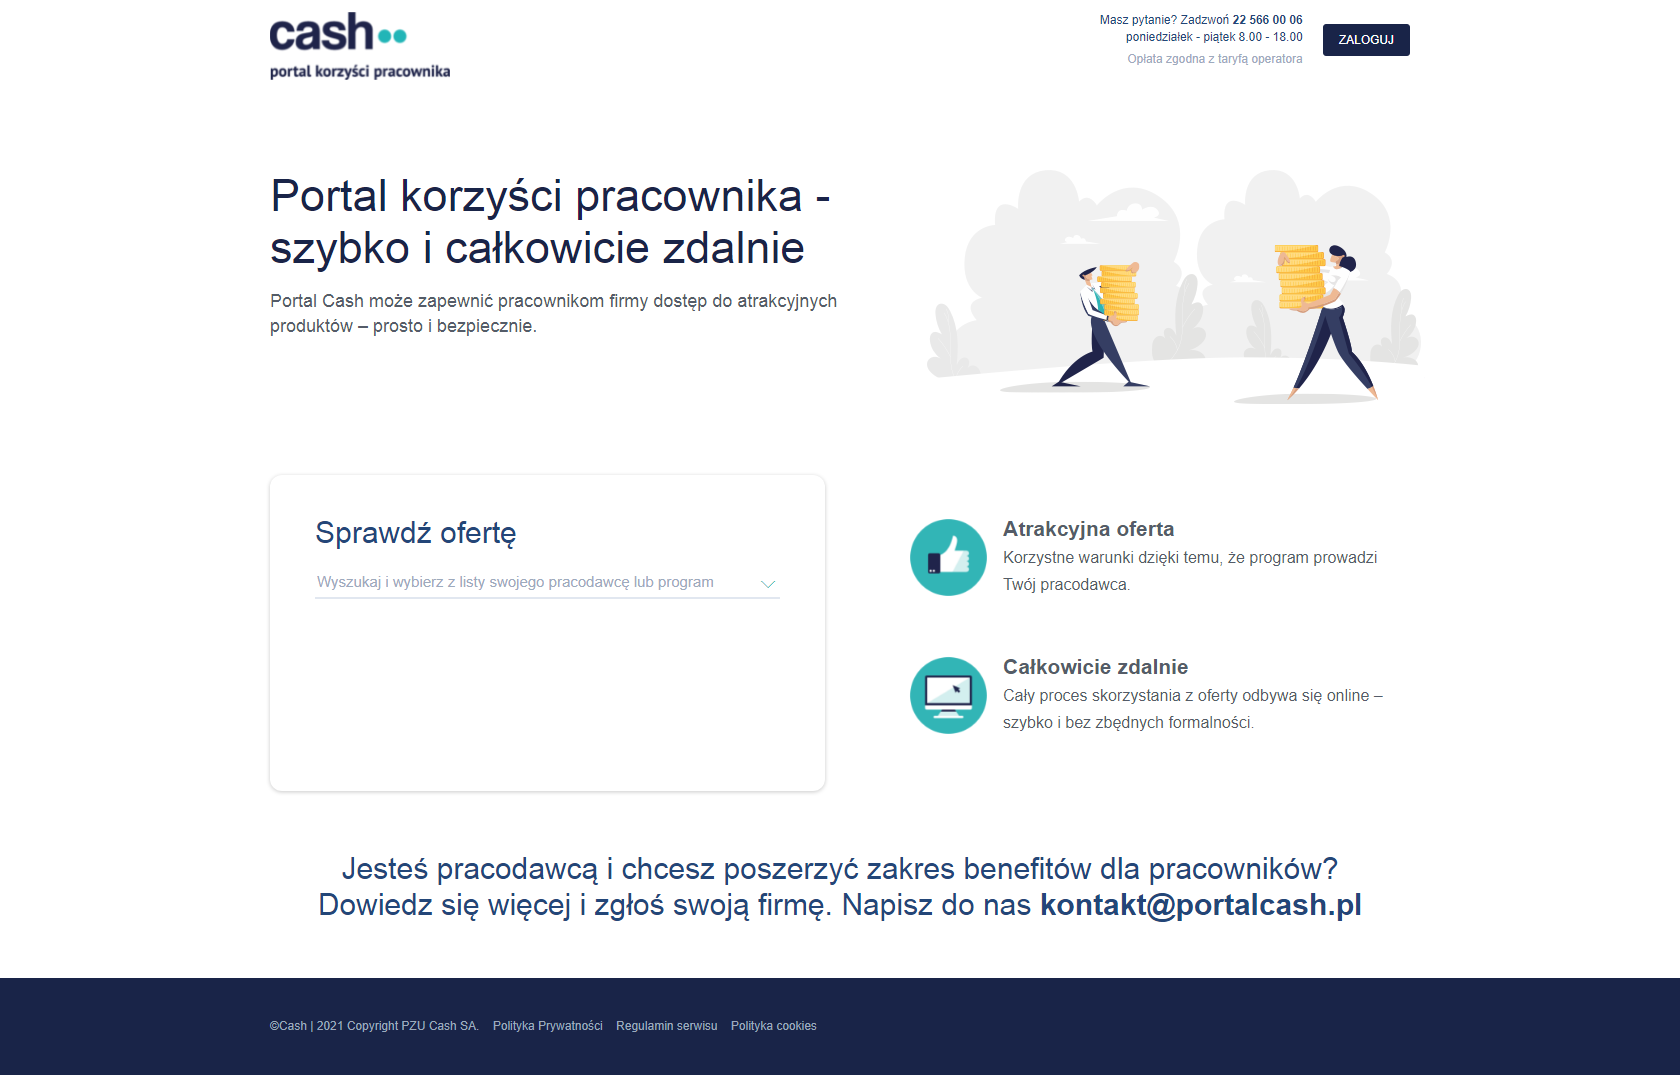 cash
portal korzyści pracownika
Masz pytanie? Zadzwoń 22 566 00 06
poniedziałek - piątek 8.00 - 18.00
Opłata zgodna z taryfą operatora
ZALOGUJ
Portal korzyści pracownika -
szybko i całkowicie zdalnie
Portal Cash może zapewnić pracownikom firmy dostęp do atrakcyjnych
produktów – prosto i bezpiecznie.
Sprawdź ofertę
Wyszukaj i wybierz z listy swojego pracodawcę lub program
Atrakcyjna oferta
Korzystne warunki dzięki temu, że program prowadzi
Twój pracodawca.
Całkowicie zdalnie
Cały proces skorzystania z oferty odbywa się online –
szybko i bez zbędnych formalności.
Jesteś pracodawcą i chcesz poszerzyć zakres benefitów dla pracowników?
Dowiedz się więcej i zgłoś swoją firmę. Napisz do nas kontakt@portalcash.pl
©Cash | 2021 Copyright PZU Cash SA. Polityka Prywatności Regulamin serwisu Polityka cookies